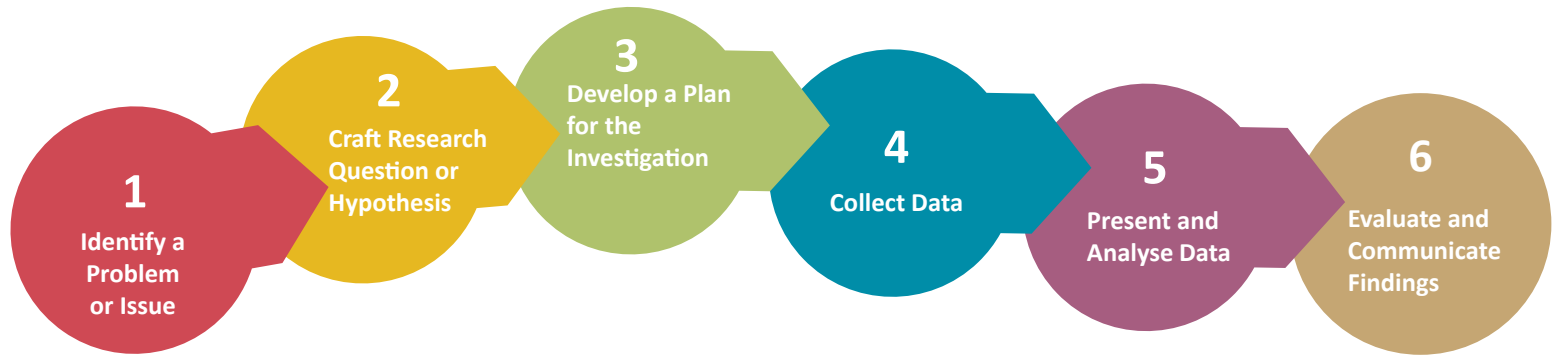 1
Identify a
Problem
or Issue
2
Craft Research
Question or
Hypothesis
3
Develop a Plan
for the
Investigation
4
Collect Data
5
Present and
Analyse Data
6
Evaluate and
Communicate
Findings